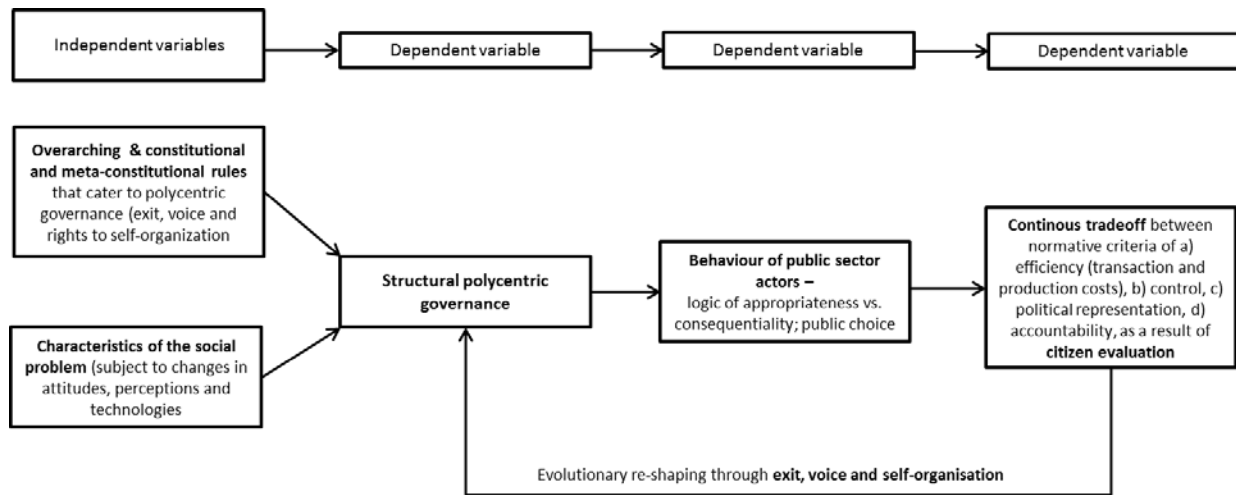 Independent variables
Dependent variable
Dependent variable
Dependent variable
Overarching & constitutional
and meta-constitutional rules
that cater to polycentric
governance (exit, voice and
rights to self-organization
Characteristics of the social
problem (subject to changes in
attitudes, perceptions and
technologies
Structural polycentric
governance
Behaviour of public sector
actors –
logic of appropriateness vs.
consequentiality; public choice
Continous tradeoff between
normative criteria of a)
efficiency (transaction and
production costs), b) control, c)
political representation, d)
accountability, as a result of
citizen evaluation
Evolutionary re-shaping through exit, voice and self-organisation